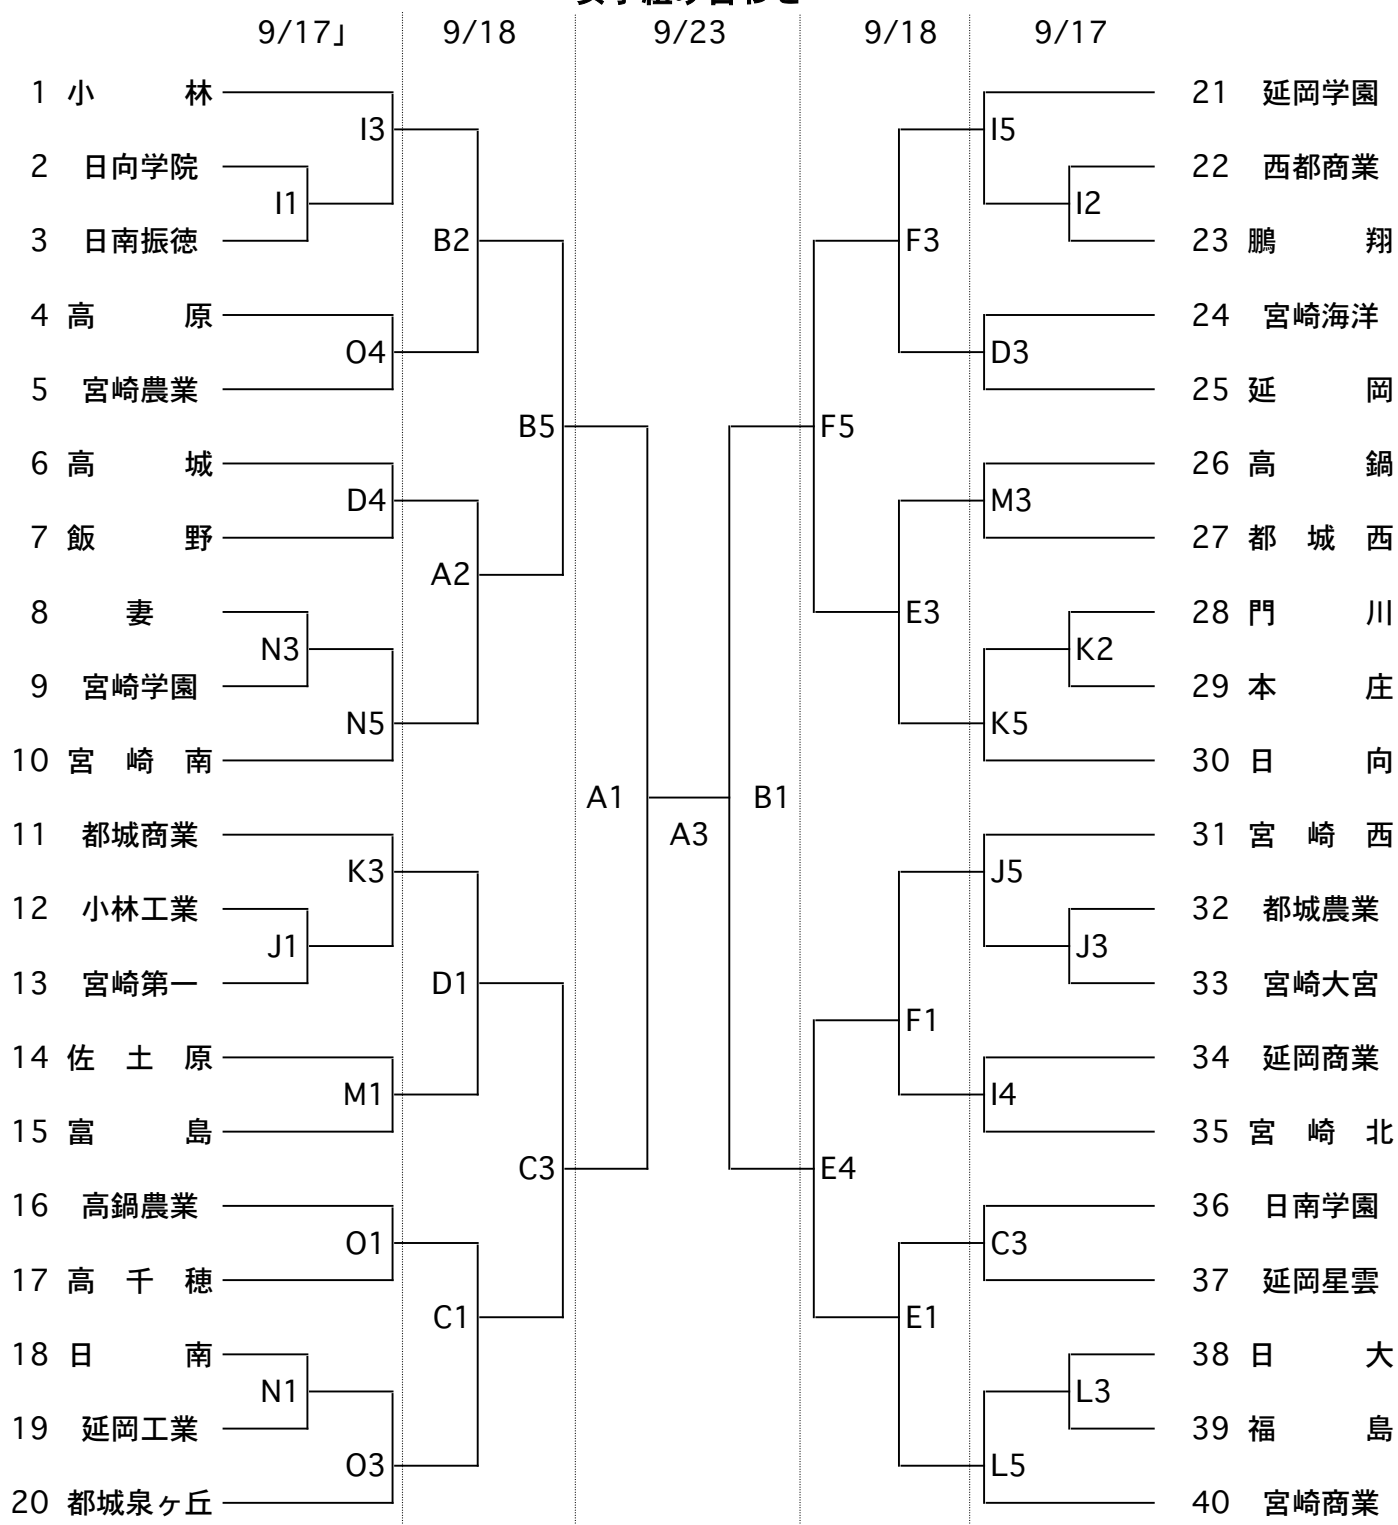 9/17」 9/18 9/23 9/18 9/17
1 小 林
I3
2 日向学院
I1
3 日南振徳
B2
4 高 原
O4
5 宮崎農業
B5
6 高 城
D4
7 飯 野
A2
8 妻
N3
9 宮崎学園
N5
10 宮 崎 南
A1
11 都城商業
K3
12 小林工業
J1
13 宮崎第一
D1
14 佐 土 原
M1
15 富 島
C3
16 高鍋農業
O1
17 高 千 穂
C1
18 日 南
N1
19 延岡工業
O3
20 都城泉ヶ丘
A3
B1
21 延岡学園
I5
22 西都商業
I2
23 鵬 翔
F3
24 宮崎海洋
D3
25 延 岡
F5
26 高 鍋
M3
27 都 城 西
E3
28 門 川
K2
29 本 庄
K5
30 日 向
31 宮 崎 西
J5
32 都城農業
J3
33 宮崎大宮
F1
34 延岡商業
I4
35 宮 崎 北
E4
36 日南学園
C3
37 延岡星雲
E1
38 日 大
L3
39 福 島
L5
40 宮崎商業